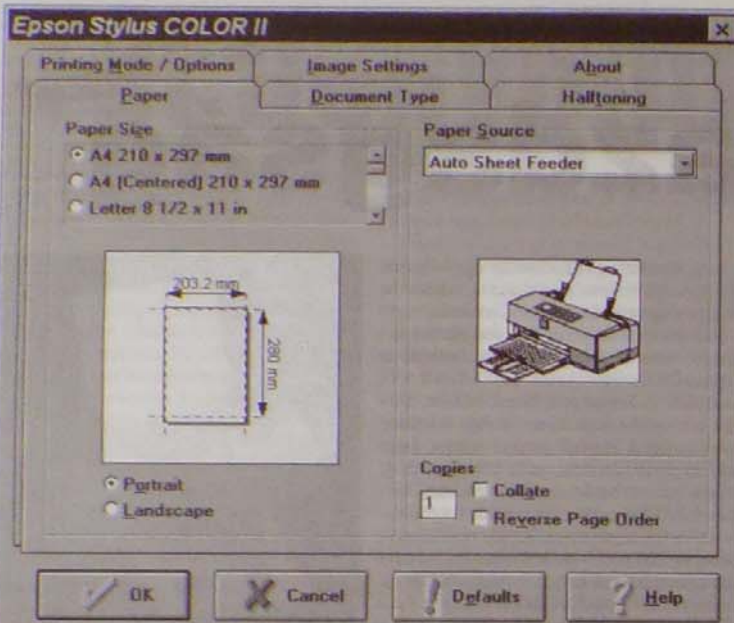 Epson Stylus COLOR II
Printing Mode / Options
Image Settings
About
Paper
Document Type
Halftoning
Paper Size
A4 210 x 297 mm
A4 [Centered] 210 x 297 mm
Letter 8 1/2 x 11 in
203.2 mm
280 mm
Portrait
Landscape
Paper Source
Auto Sheet Feeder
Copies
1
Collate
Reverse Page Order
OK
Cancel
Defaults
Help